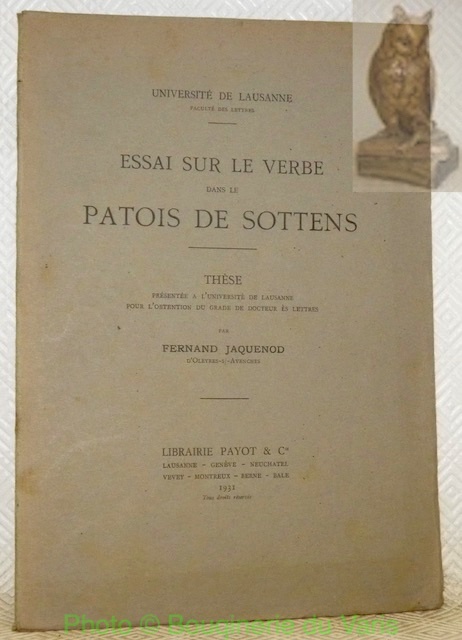 UNIVERSITÉ DE LAUSANNE
FACULTÉ DES LETTRES
ESSAI SUR LE VERBE
DANS LE
PATOIS DE SOTTENS
THÈSE
PRÉSENTÉE A L'UNIVERSITÉ DE LAUSANNE
POUR L'OBTENTION DU GRADE DE DOCTEUR ÈS LETTRES
PAR
FERNAND JAQUENOD
LIBRAIRIE PAYOT & Cie
LAUSANNE - GENÈVE - NEUCHATEL
VEVEY - MONTREUX - BERNE - BALE
1931
Tous droits réservés
Photo © Bouquinerie du Varis